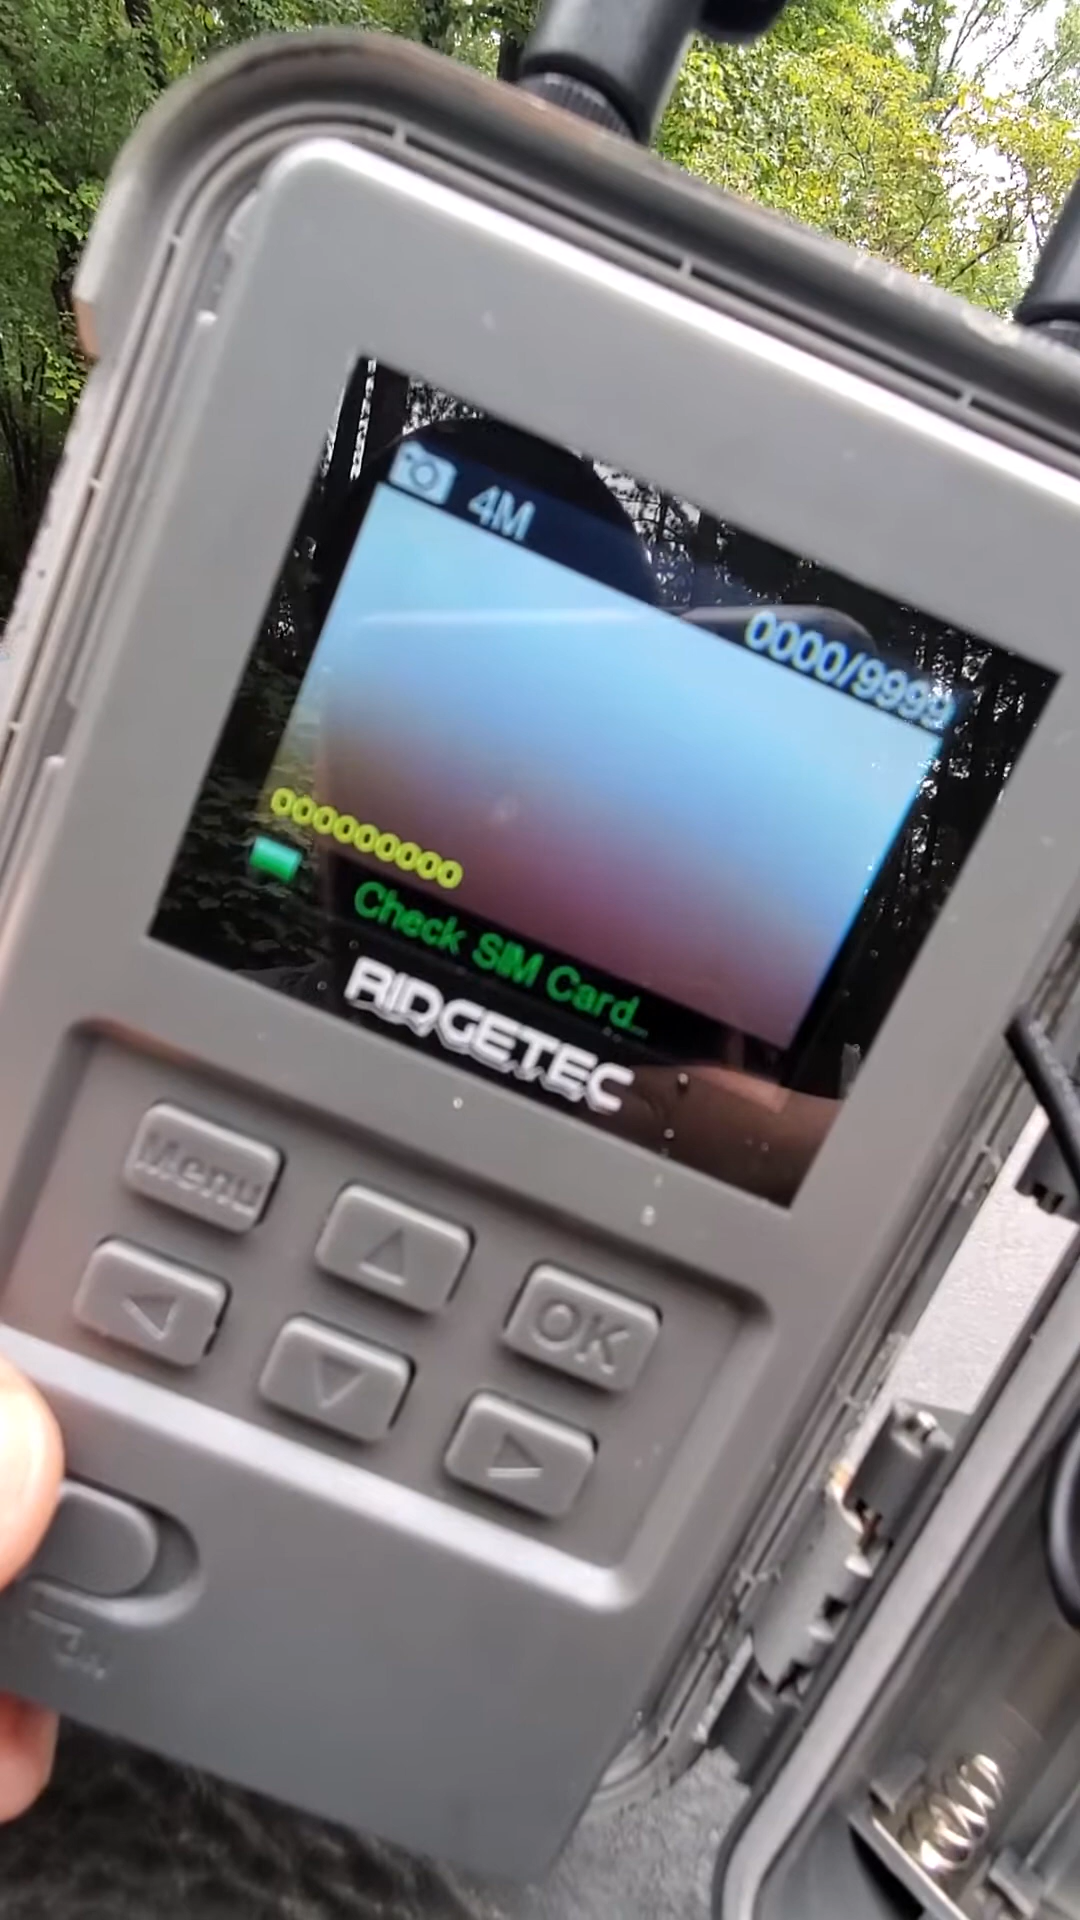 4M
0000/9999
000000000
Check SIM Card...
RIDGETEC
Menu
OK